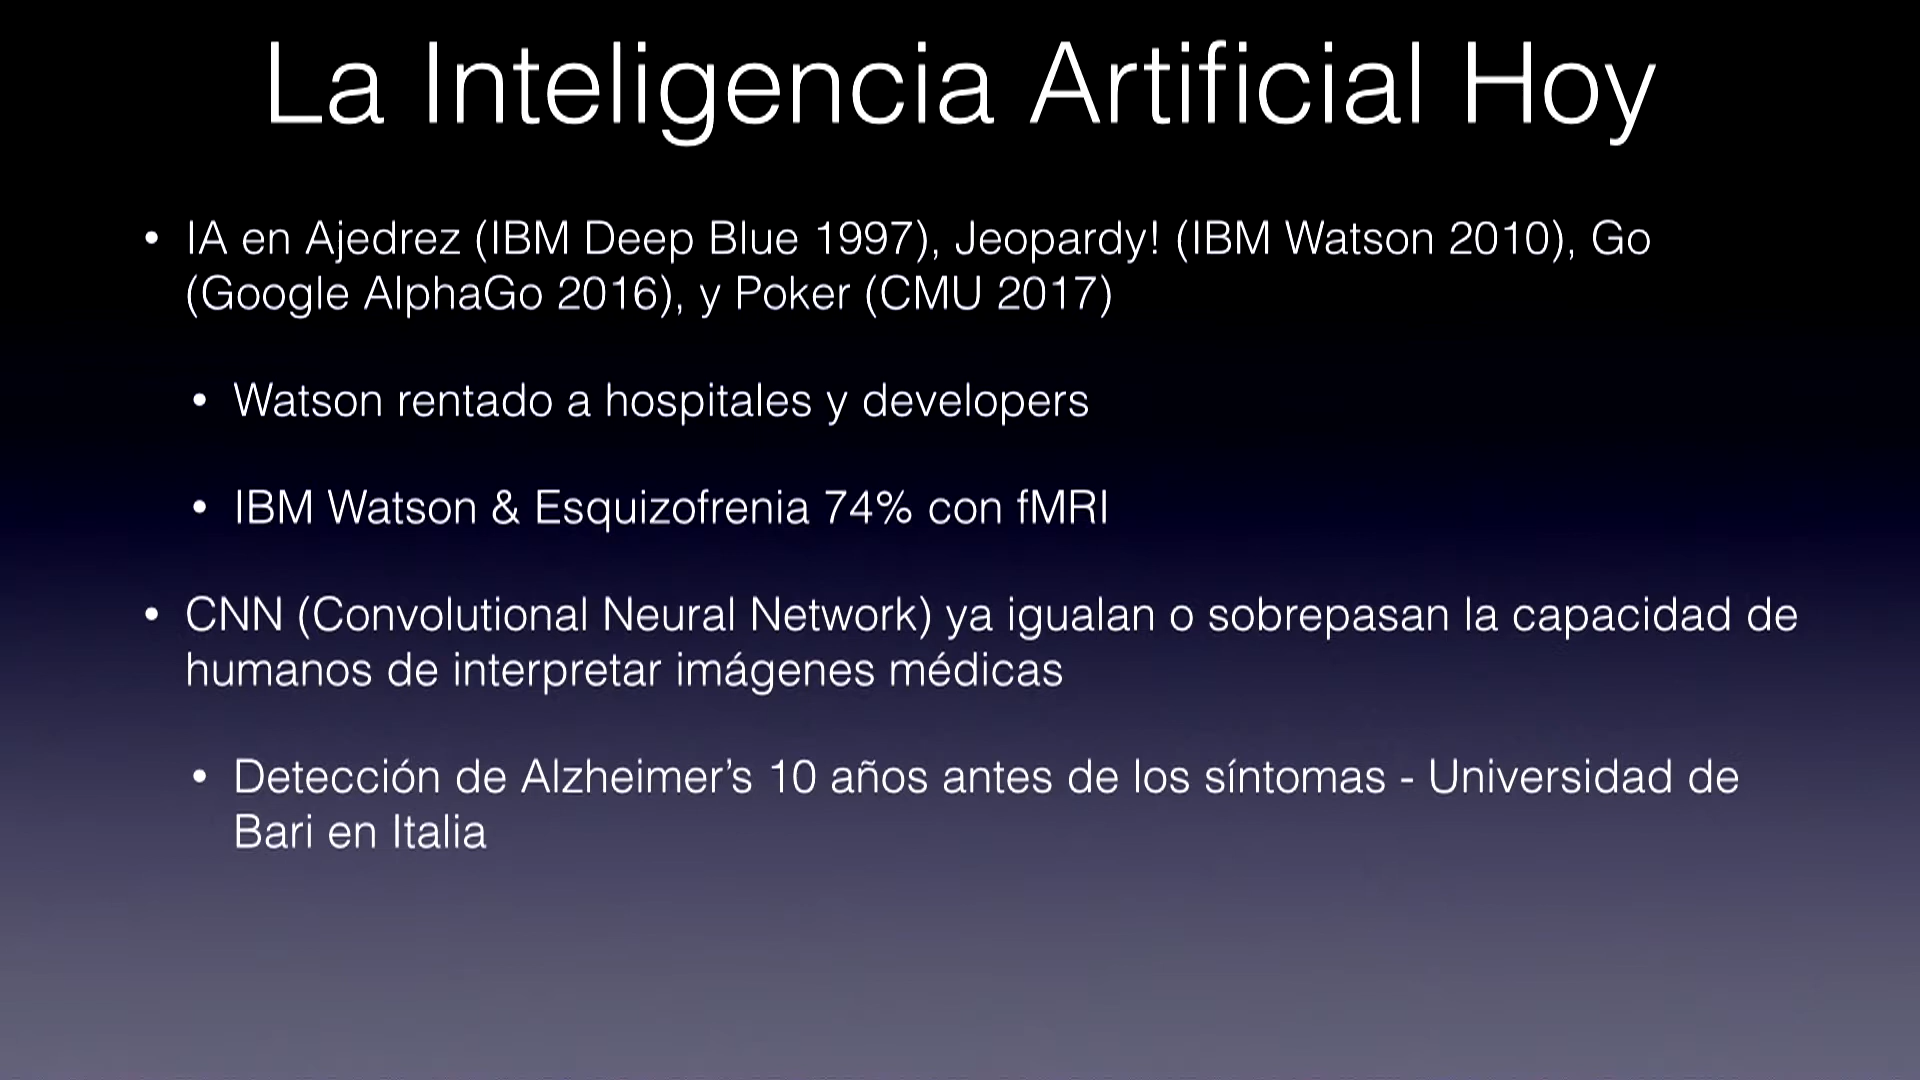 La Inteligencia Artificial Hoy
• IA en Ajedrez (IBM Deep Blue 1997), Jeopardy! (IBM Watson 2010), Go
(Google AlphaGo 2016), y Poker (CMU 2017)
• Watson rentado a hospitales y developers
• IBM Watson & Esquizofrenia 74% con fMRI
• CNN (Convolutional Neural Network) ya igualan o sobrepasan la capacidad de
humanos de interpretar imágenes médicas
• Detección de Alzheimer’s 10 años antes de los síntomas - Universidad de
Bari en Italia